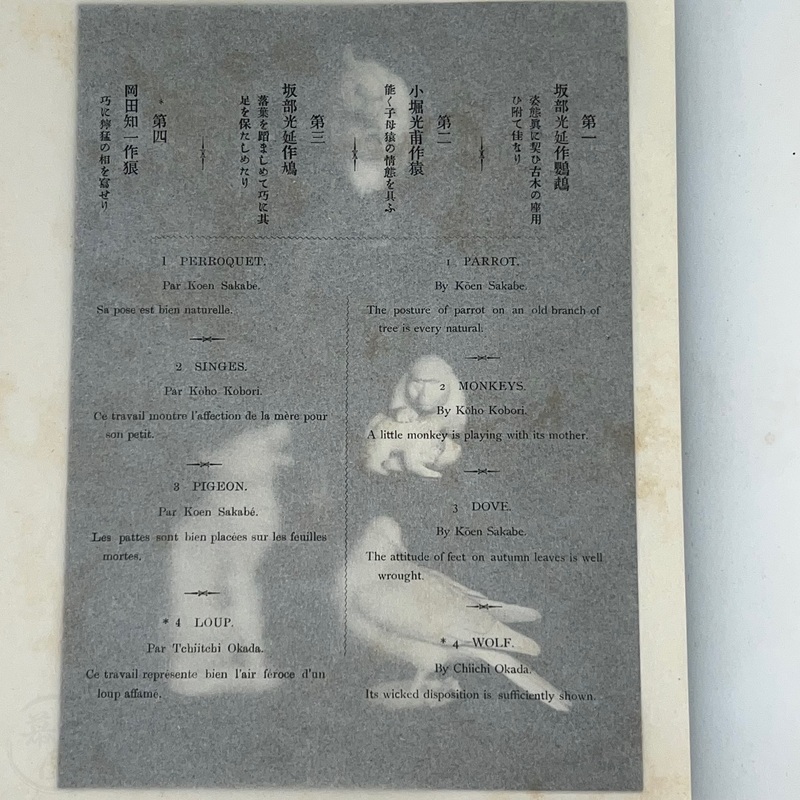 第一
坂部光延作鸚鵡
姿態眞に契ひ古木の座用
ひ附て佳なり
第二
小堀光甫作猿
能く子母猿の情態を具ふ
第三
坂部光延作鳩
落葉を踏ましめて巧に其
足を保たしめたり
第四
岡田知一作狼
巧に獰猛の相を寫せり
1 PERROQUET.
Par Koen Sakabé.
Sa pose est bien naturelle.
2 SINGES.
Par Kōho Kobori.
Ce travail montre l'affection de la mère pour
son petit.
3 PIGEON.
Par Koen Sakabé.
Les pattes sont bien placées sur les feuilles
mortes.
* 4 LOUP.
Par Tchiitchi Okada.
Ce travail représente bien l'air féroce d'un
loup affamé.
1 PARROT.
By Kōen Sakabe.
The posture of parrot on an old branch of
tree is every natural.
2 MONKEYS.
By Kōho Kobori.
A little monkey is playing with its mother.
3 DOVE.
By Kōen Sakabe.
The attitude of feet on autumn leaves is well
wrought.
* 4 WOLF.
By Chiichi Okada.
Its wicked disposition is sufficiently shown.